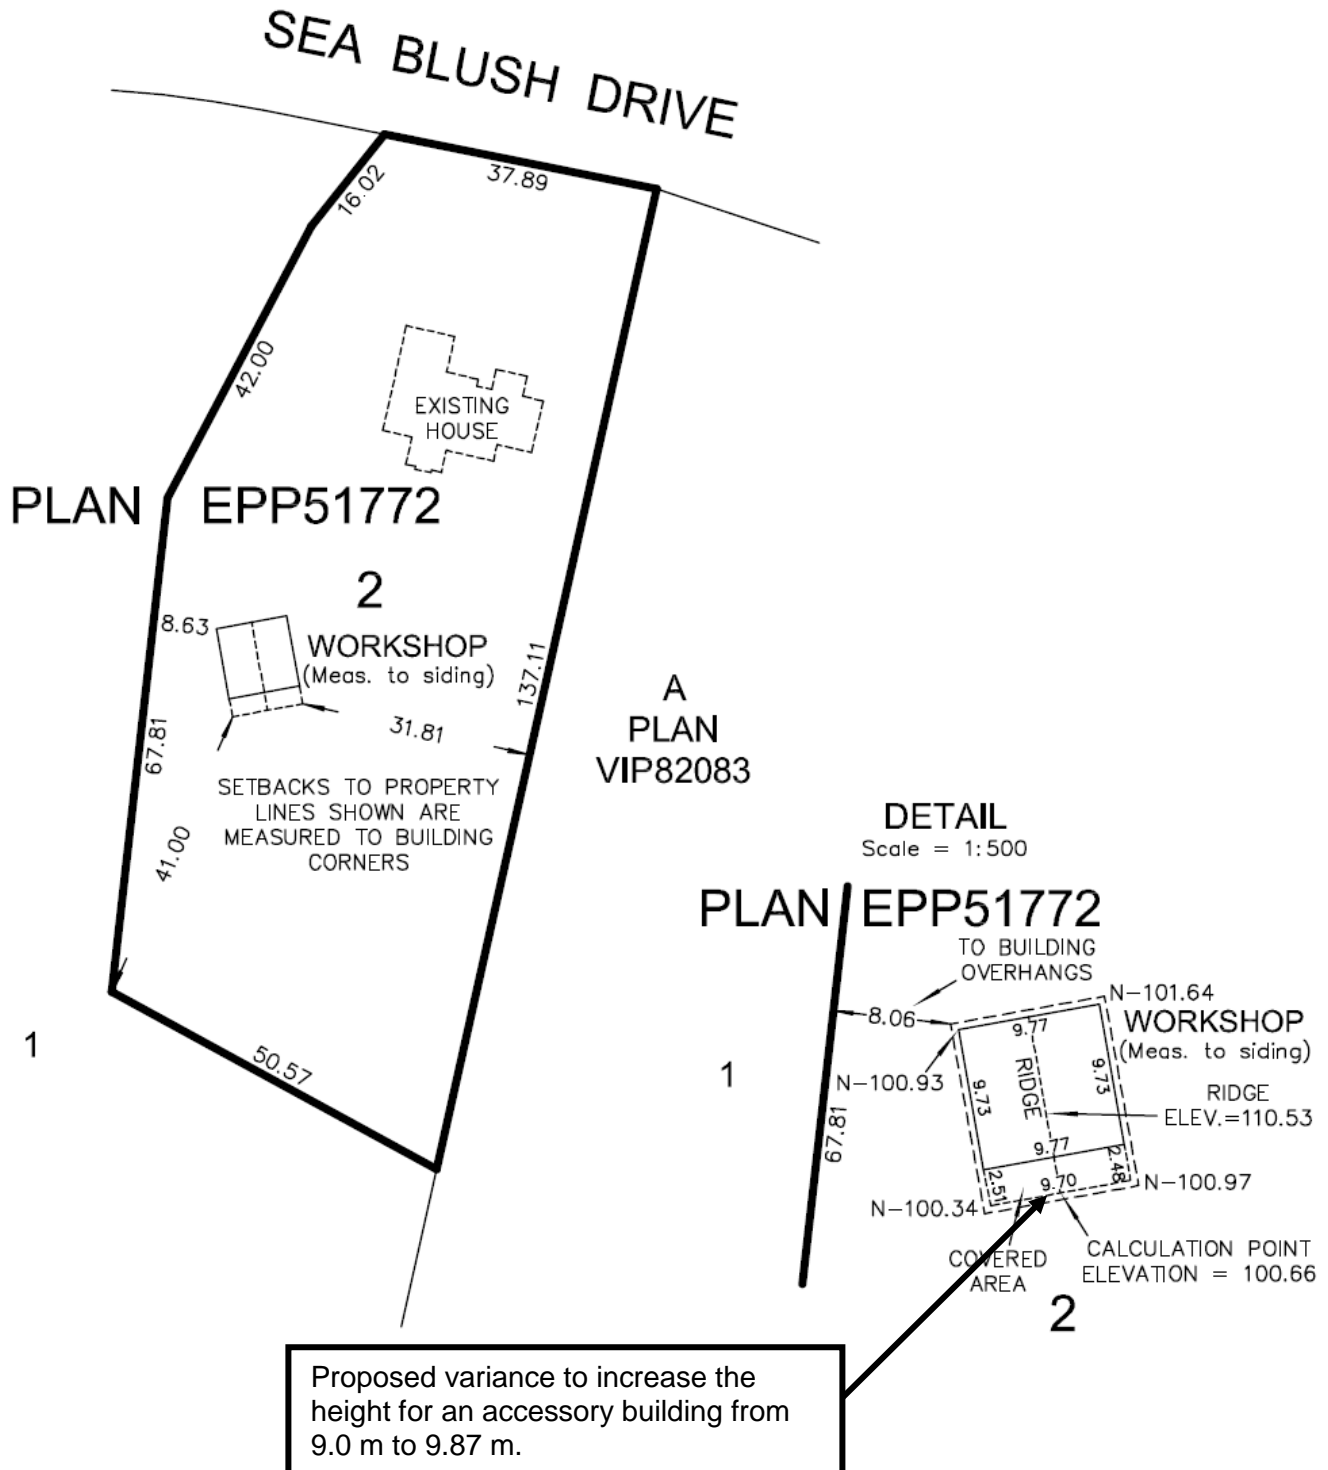 SEA BLUSH DRIVE
37.89
16.02
42.00
EXISTING
HOUSE
PLAN EPP51772
2
8.63
WORKSHOP
(Meas. to siding)
137.11
31.81
67.81
SETBACKS TO PROPERTY
LINES SHOWN ARE
MEASURED TO BUILDING
CORNERS
41.00
A
PLAN
VIP82083
1
50.57
DETAIL
Scale = 1:500
PLAN EPP51772
TO BUILDING
OVERHANGS
8.06
N-101.64
WORKSHOP
(Meas. to siding)
9.77
N-100.93
1
RIDGE
9.73
9.73
RIDGE
ELEV.=110.53
67.81
9.77
2.51
9.70
2.48
N-100.97
N-100.34
COVERED
AREA
CALCULATION POINT
ELEVATION = 100.66
2
Proposed variance to increase the
height for an accessory building from
9.0 m to 9.87 m.